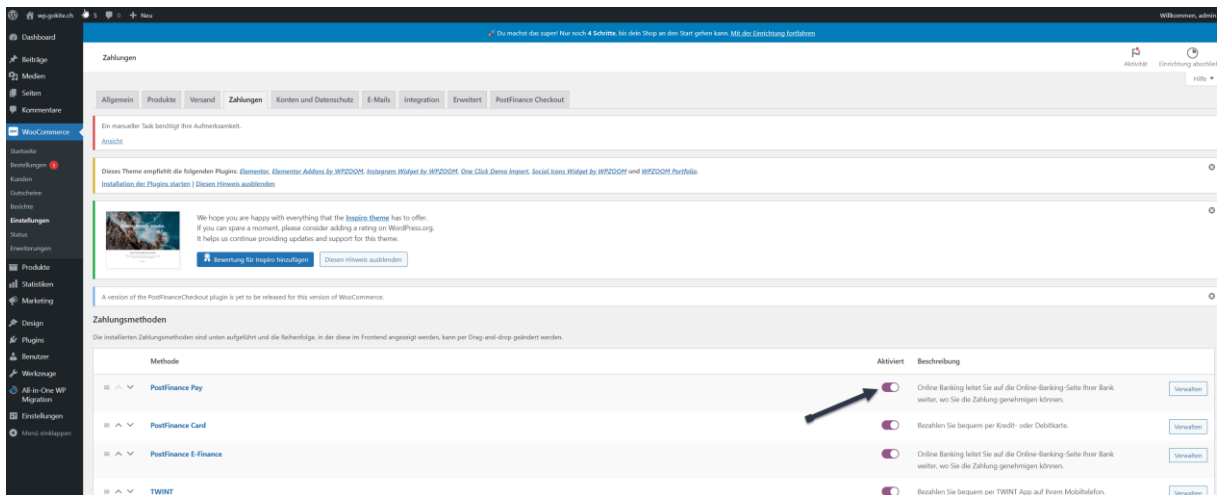 wp.gokite.ch 5 0 + Neu Willkommen, admin
Du machst das super! Nur noch 4 Schritte, bis dein Shop an den Start gehen kann. Mit der Einrichtung fortfahren
Dashboard
Beiträge
Medien
Seiten
Kommentare
WooCommerce
Startseite
Bestellungen 1
Kunden
Gutscheine
Berichte
Einstellungen
Status
Erweiterungen
Produkte
Statistiken
Marketing
Design
Plugins
Benutzer
Werkzeuge
All-in-One WP
Migration
Einstellungen
Menü einklappen
Zahlungen
Aktivität Einrichtung abschließ
Hilfe ▼
Allgemein Produkte Versand Zahlungen Konten und Datenschutz E-Mails Integration Erweitert PostFinance Checkout
Ein manueller Task benötigt Ihre Aufmerksamkeit.
Ansicht
Dieses Theme empfiehlt die folgenden Plugins: Elementor, Elementor Addons by WPZOOM, Instagram Widget by WPZOOM, One Click Demo Import, Social Icons Widget by WPZOOM und WPZOOM Portfolio.
Installation der Plugins starten | Diesen Hinweis ausblenden
We hope you are happy with everything that the Inspiro theme has to offer.
If you can spare a moment, please consider adding a rating on WordPress.org.
It helps us continue providing updates and support for this theme.
Bewertung für Inspiro hinzufügen Diesen Hinweis ausblenden
A version of the PostFinanceCheckout plugin is yet to be released for this version of WooCommerce.
Zahlungsmethoden
Die installierten Zahlungsmethoden sind unten aufgeführt und die Reihenfolge, in der diese im Frontend angezeigt werden, kann per Drag-and-drop geändert werden.
Methode Aktiviert Beschreibung
PostFinance Pay Online Banking leitet Sie auf die Online-Banking-Seite Ihrer Bank
weiter, wo Sie die Zahlung genehmigen können. Verwalten
PostFinance Card Bezahlen Sie bequem per Kredit- oder Debitkarte. Verwalten
PostFinance E-Finance Online Banking leitet Sie auf die Online-Banking-Seite Ihrer Bank
weiter, wo Sie die Zahlung genehmigen können. Verwalten
TWINT Bezahlen Sie bequem per TWINT App auf Ihrem Mobiltelefon. Verwalten